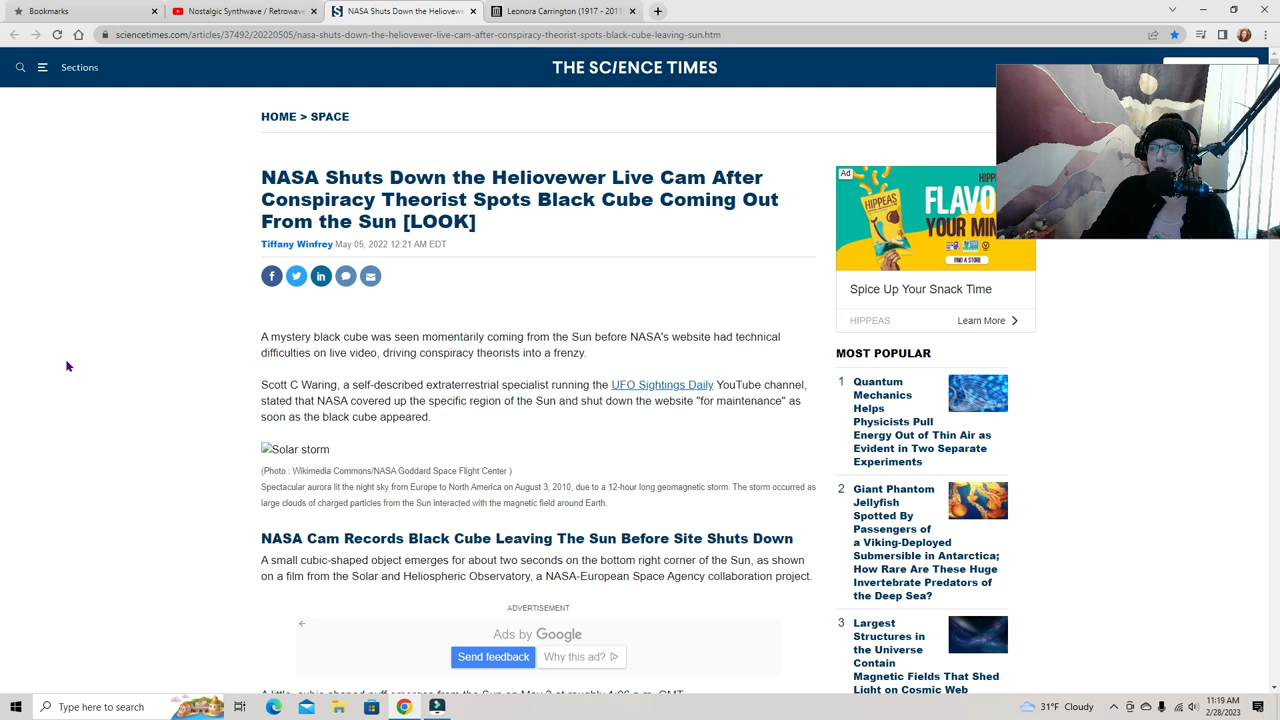 Bookmarks
Nostalgic Synthwave / Retrowa
NASA Shuts Down the Heliovew
Leonora Carrington (1917 - 2011)
sciencetimes.com/articles/37492/20220505/nasa-shuts-down-the-heliovewer-live-cam-after-conspiracy-theorist-spots-black-cube-leaving-sun.htm
Sections
THE SC/ENCE TIMES
HOME > SPACE
NASA Shuts Down the Heliovewer Live Cam After
Conspiracy Theorist Spots Black Cube Coming Out
From the Sun [LOOK]
Tiffany Winfrey May 05, 2022 12:21 AM EDT
A mystery black cube was seen momentarily coming from the Sun before NASA's website had technical
difficulties on live video, driving conspiracy theorists into a frenzy.
Scott C Waring, a self-described extraterrestrial specialist running the UFO Sightings Daily YouTube channel,
stated that NASA covered up the specific region of the Sun and shut down the website "for maintenance" as
soon as the black cube appeared.
Solar storm
(Photo : Wikimedia Commons/NASA Goddard Space Flight Center )
Spectacular aurora lit the night sky from Europe to North America on August 3, 2010, due to a 12-hour long geomagnetic storm. The storm occurred as
large clouds of charged particles from the Sun interacted with the magnetic field around Earth.
NASA Cam Records Black Cube Leaving The Sun Before Site Shuts Down
A small cubic-shaped object emerges for about two seconds on the bottom right corner of the Sun, as shown
on a film from the Solar and Heliospheric Observatory, a NASA-European Space Agency collaboration project.
ADVERTISEMENT
Ads by Google
Send feedback
Why this ad?
Ad
HIPP
HIPPEAS
FLAVO
YOUR MIN
FIND A STORE
Spice Up Your Snack Time
HIPPEAS
Learn More
MOST POPULAR
1
Quantum
Mechanics
Helps
Physicists Pull
Energy Out of Thin Air as
Evident in Two Separate
Experiments
2
Giant Phantom
Jellyfish
Spotted By
Passengers of
a Viking-Deployed
Submersible in Antarctica;
How Rare Are These Huge
Invertebrate Predators of
the Deep Sea?
3
Largest
Structures in
the Universe
Contain
Magnetic Fields That Shed
Light on Cosmic Web
Type here to search
31°F Cloudy
11:19 AM
2/28/2023